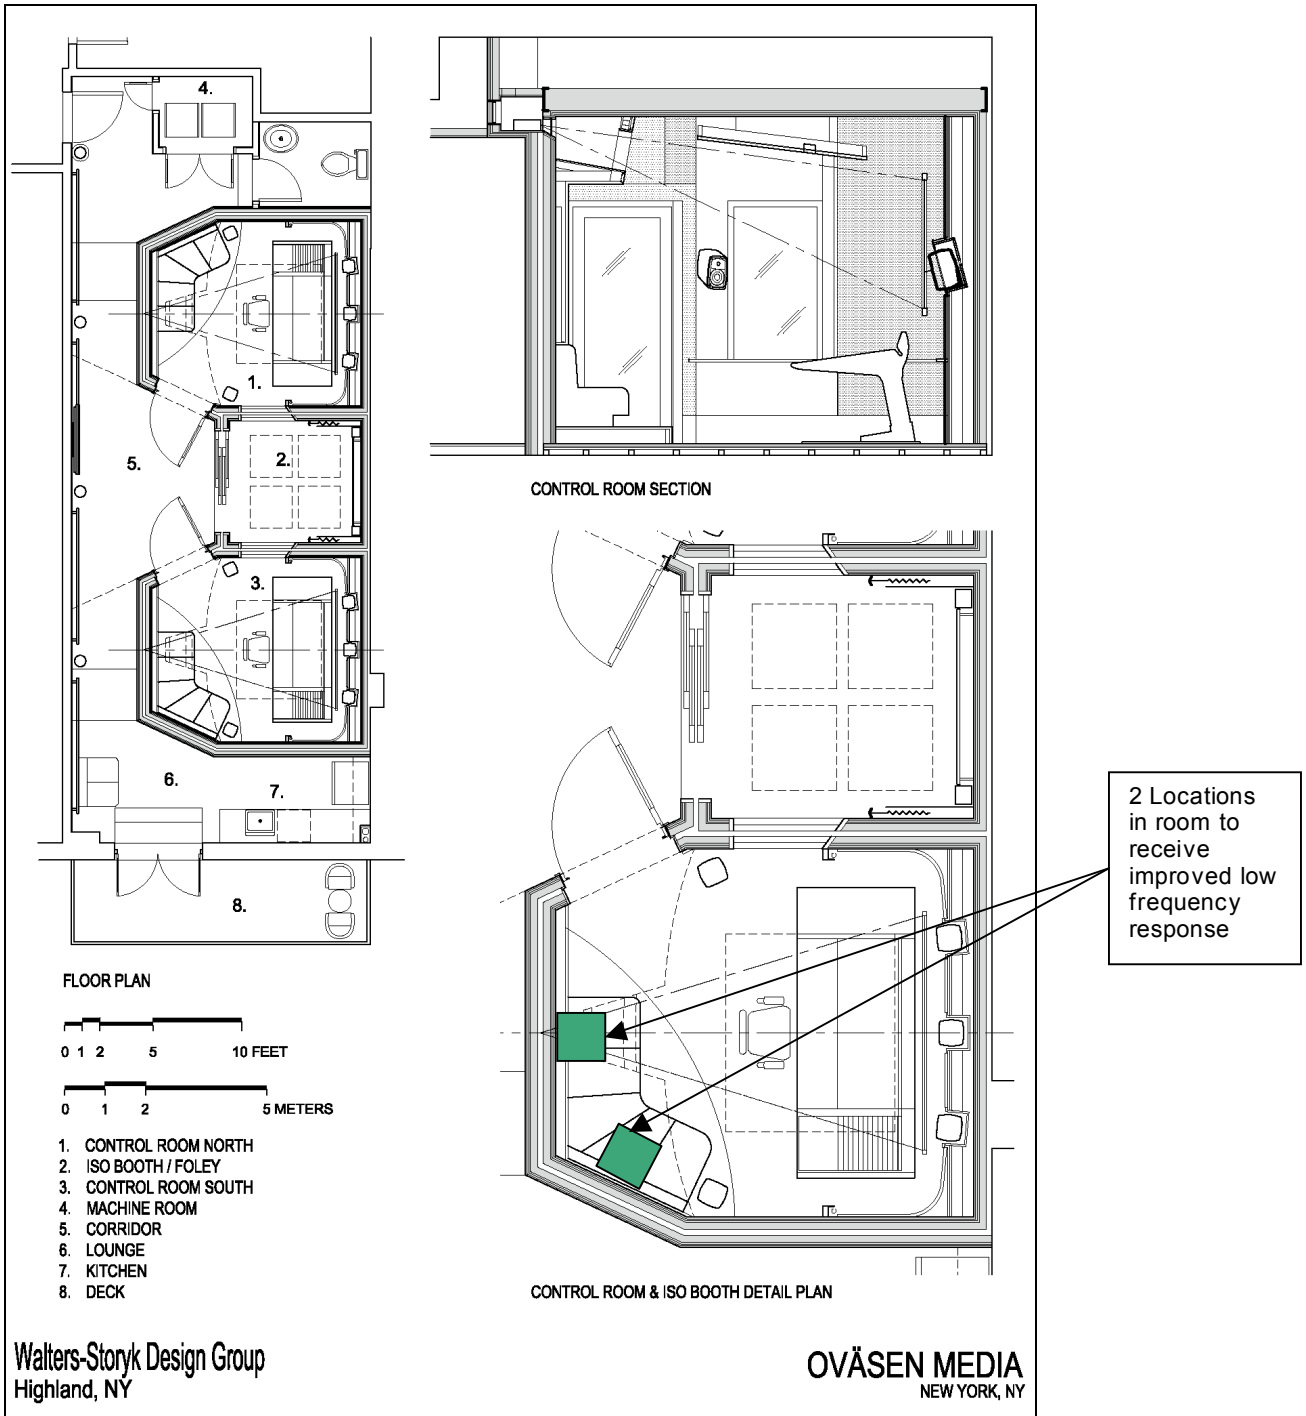 4.
1.
2.
5.
3.
6.
7.
8.
FLOOR PLAN
0 1 2 5 10 FEET
0 1 2 5 METERS
1. CONTROL ROOM NORTH
2. ISO BOOTH / FOLEY
3. CONTROL ROOM SOUTH
4. MACHINE ROOM
5. CORRIDOR
6. LOUNGE
7. KITCHEN
8. DECK
CONTROL ROOM SECTION
CONTROL ROOM & ISO BOOTH DETAIL PLAN
2 Locations
in room to
receive
improved low
frequency
response
Walters-Storyk Design Group
Highland, NY
OVÄSEN MEDIA
NEW YORK, NY